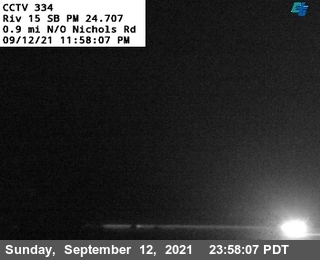 CCTV 334
Riv 15 SB PM 24.707
0.9 mi N/O Nichols Rd
09/12/21 11:58:07 PM
Sunday, September 12, 2021 23:58:07 PDT